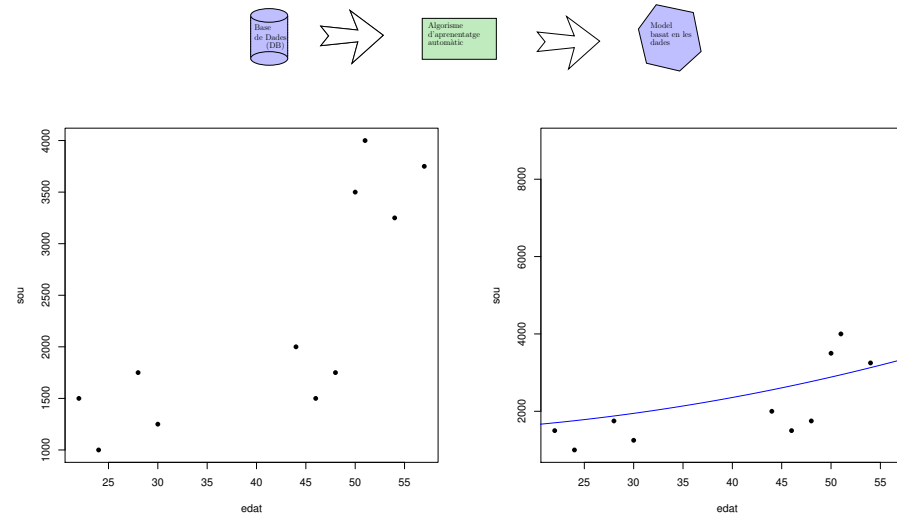 Base
de Dades
(DB)
Algorisme
d'aprenentatge
automàtic
Model
basat en les
dades
4000
3500
3000
2500
2000
1500
1000
sou
25 30 35 40 45 50 55
edat
8000
6000
4000
2000
sou
25 30 35 40 45 50 55
edat